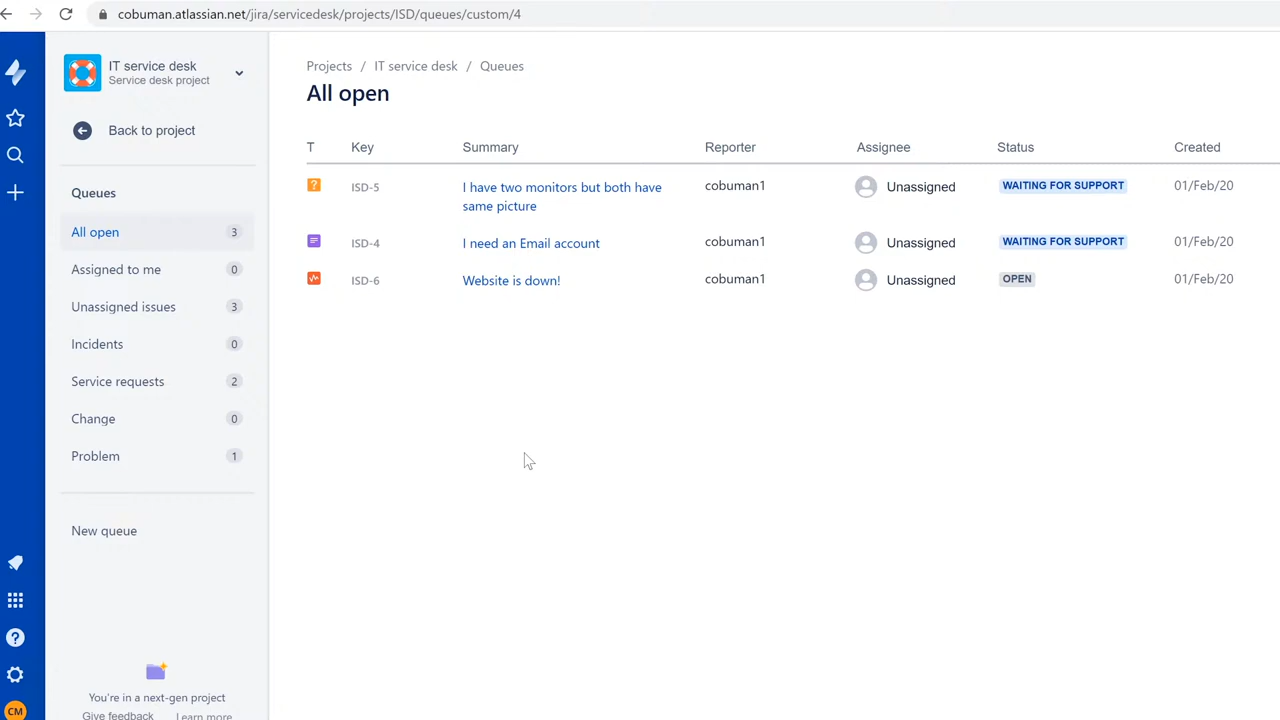 cobuman.atlassian.net/jira/servicedesk/projects/ISD/queues/custom/4
IT service desk
Service desk project
Back to project
Queues
All open 3
Assigned to me 0
Unassigned issues 3
Incidents 0
Service requests 2
Change 0
Problem 1
New queue
You're in a next-gen project
Give feedback Learn more
CM
Projects / IT service desk / Queues
All open
T Key Summary Reporter Assignee Status Created
ISD-5 I have two monitors but both have cobuman1 Unassigned WAITING FOR SUPPORT 01/Feb/20
same picture
ISD-4 I need an Email account cobuman1 Unassigned WAITING FOR SUPPORT 01/Feb/20
ISD-6 Website is down! cobuman1 Unassigned OPEN 01/Feb/20